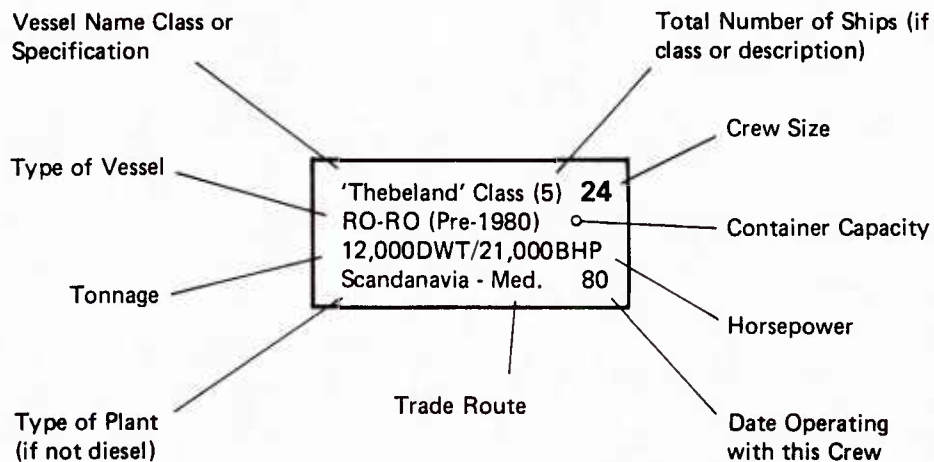 Vessel Name Class or
Specification
Total Number of Ships (if
class or description)
Crew Size
Type of Vessel
'Thebeland' Class (5) 24
RO-RO (Pre-1980)
12,000DWT/21,000BHP
Scandanavia - Med. 80
Container Capacity
Tonnage
Horsepower
Trade Route
Type of Plant
(if not diesel)
Date Operating
with this Crew